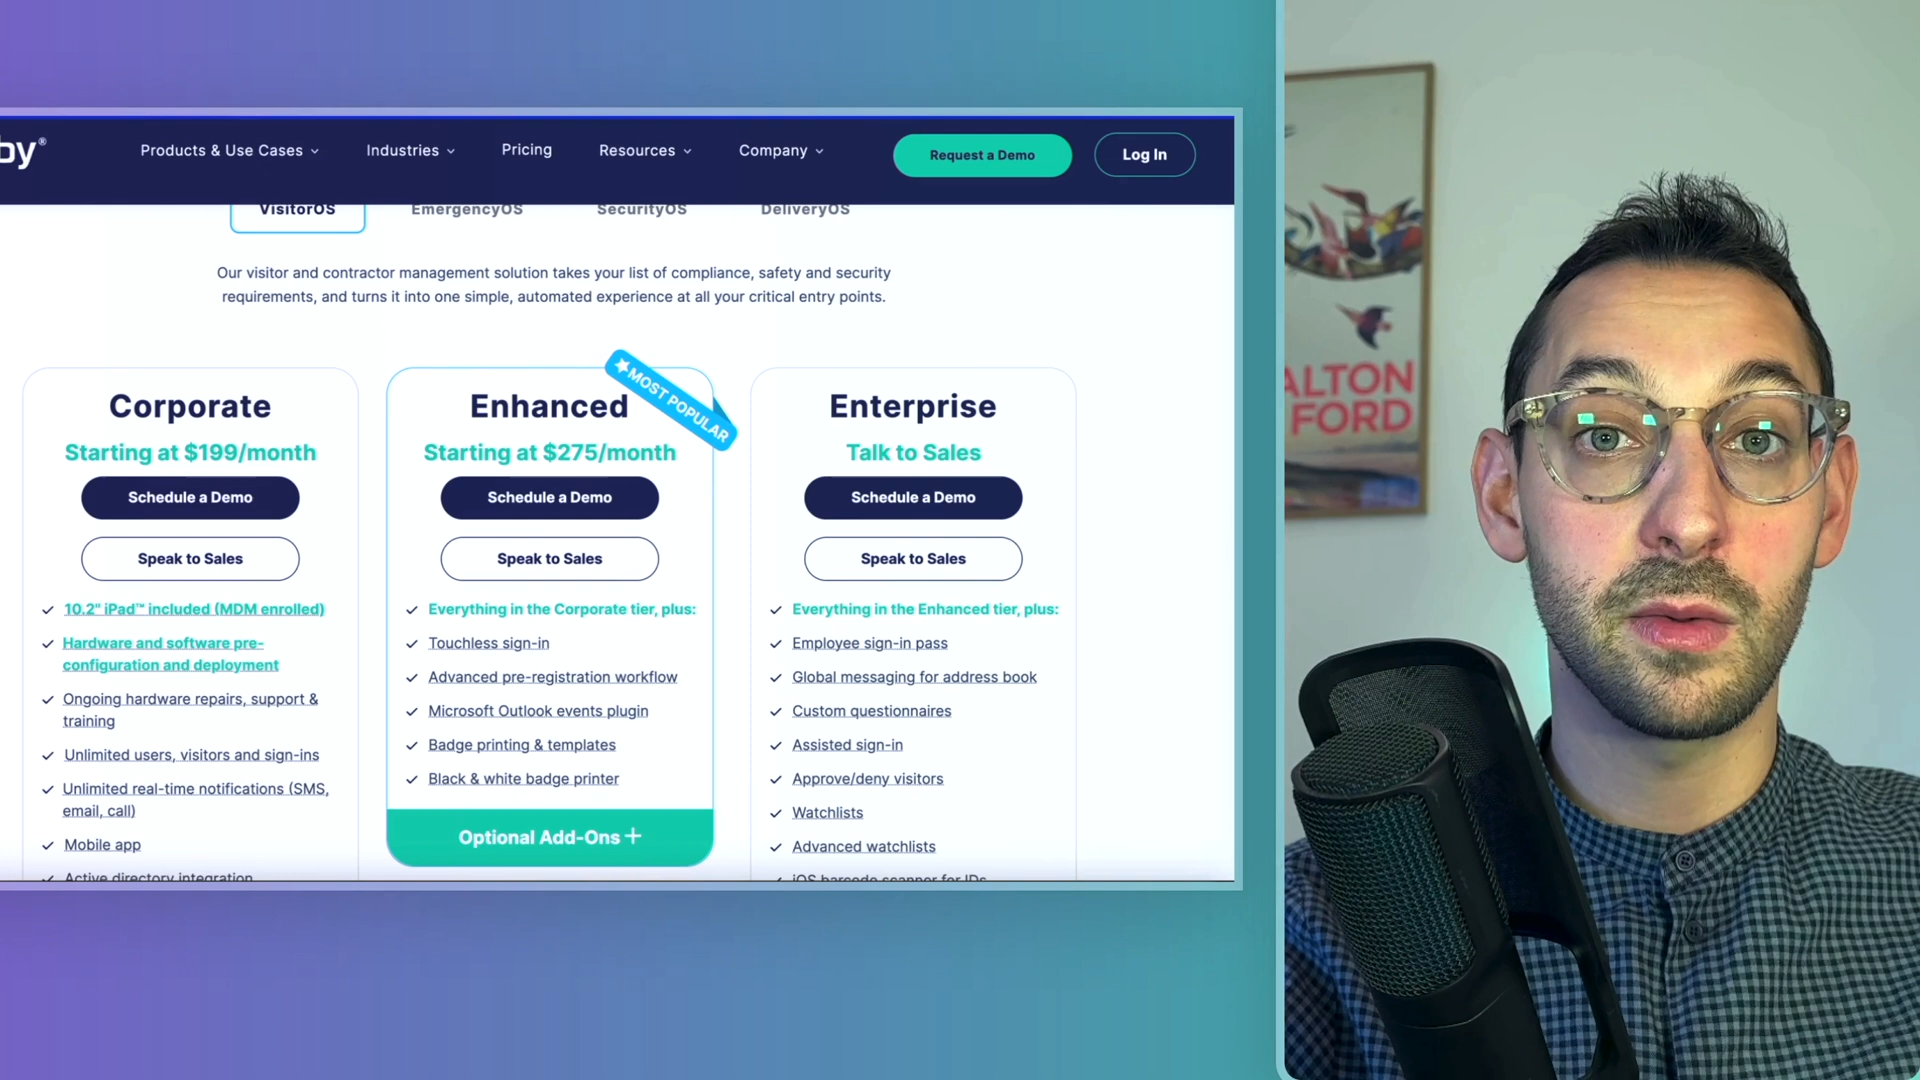 by®
Products & Use Cases
Industries
Pricing
Resources
Company
Request a Demo
Log In
VisitorOS
EmergencyOS
SecurityOS
DeliveryOS
Our visitor and contractor management solution takes your list of compliance, safety and security
requirements, and turns it into one simple, automated experience at all your critical entry points.
Corporate
Starting at $199/month
Schedule a Demo
Speak to Sales
10.2" iPad™ included (MDM enrolled)
Hardware and software pre-
configuration and deployment
Ongoing hardware repairs, support &
training
Unlimited users, visitors and sign-ins
Unlimited real-time notifications (SMS,
email, call)
Mobile app
Active directory integration
MOST POPULAR
Enhanced
Starting at $275/month
Schedule a Demo
Speak to Sales
Everything in the Corporate tier, plus:
Touchless sign-in
Advanced pre-registration workflow
Microsoft Outlook events plugin
Badge printing & templates
Black & white badge printer
Optional Add-Ons +
Enterprise
Talk to Sales
Schedule a Demo
Speak to Sales
Everything in the Enhanced tier, plus:
Employee sign-in pass
Global messaging for address book
Custom questionnaires
Assisted sign-in
Approve/deny visitors
Watchlists
Advanced watchlists
iOS barcode scanner for IDs
ALTON
FORD